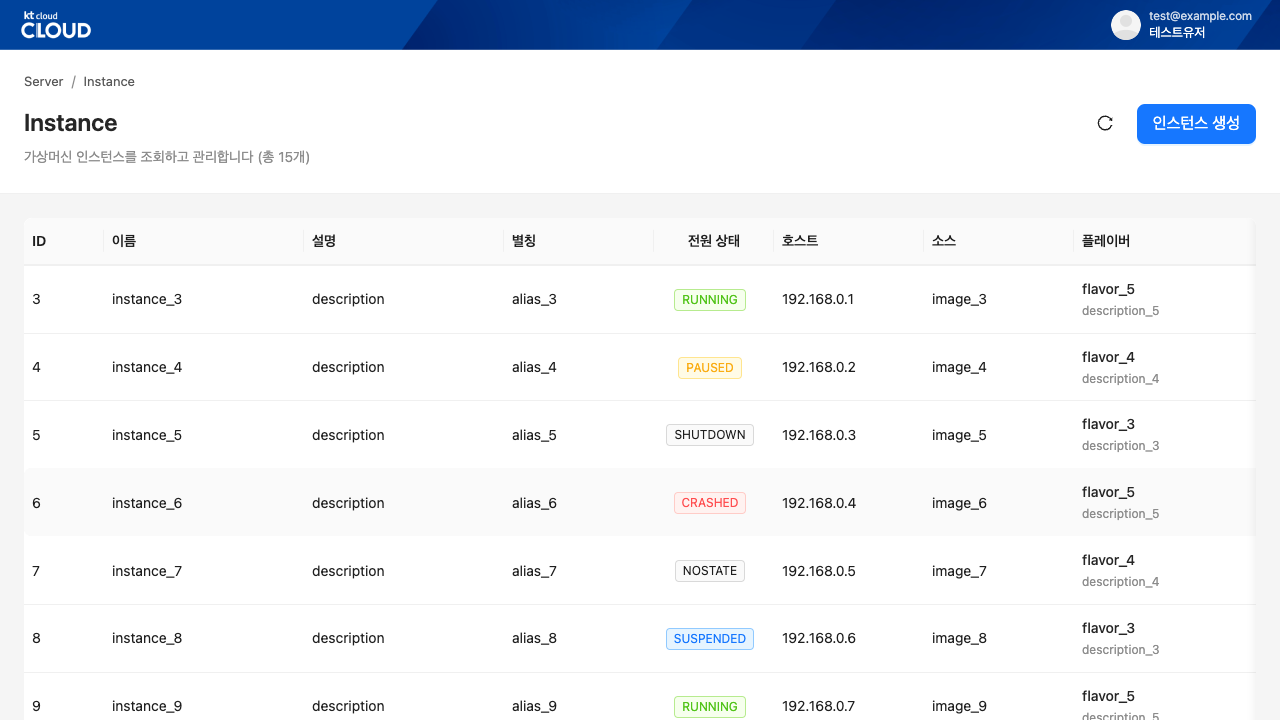 kt cloud
CLOUD
test@example.com
테스트유저
Server / Instance
Instance
인스턴스 생성
가상머신 인스턴스를 조회하고 관리합니다 (총 15개)
ID 이름 설명 별칭 전원 상태 호스트 소스 플레이버
3 instance_3 description alias_3 RUNNING 192.168.0.1 image_3 flavor_5
description_5
4 instance_4 description alias_4 PAUSED 192.168.0.2 image_4 flavor_4
description_4
5 instance_5 description alias_5 SHUTDOWN 192.168.0.3 image_5 flavor_3
description_3
6 instance_6 description alias_6 CRASHED 192.168.0.4 image_6 flavor_5
description_5
7 instance_7 description alias_7 NOSTATE 192.168.0.5 image_7 flavor_4
description_4
8 instance_8 description alias_8 SUSPENDED 192.168.0.6 image_8 flavor_3
description_3
9 instance_9 description alias_9 RUNNING 192.168.0.7 image_9 flavor_5
description_5